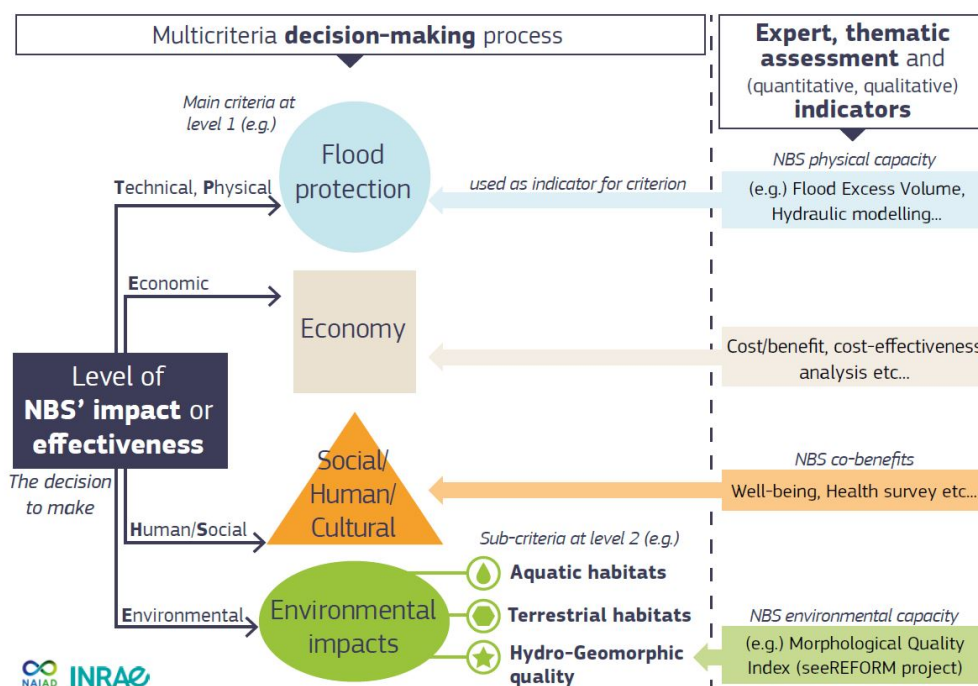 Multicriteria decision-making process
Expert, thematic
assessment and
(quantitative, qualitative)
indicators
Main criteria at
level 1 (e.g.)
Flood
protection
Technical, Physical
used as indicator for criterion
NBS physical capacity
(e.g.) Flood Excess Volume,
Hydraulic modelling...
Economic
Economy
Cost/benefit, cost-effectiveness
analysis etc...
Level of
NBS' impact or
effectiveness
The decision
to make
Social/
Human/
Cultural
NBS co-benefits
Well-being, Health survey etc...
Human/Social
Sub-criteria at level 2 (e.g.)
Aquatic habitats
Environmental
Environmental
impacts
Terrestrial habitats
Hydro-Geomorphic
quality
NBS environmental capacity
(e.g.) Morphological Quality
Index (seeREFORM project)
NAIAD
INRAE